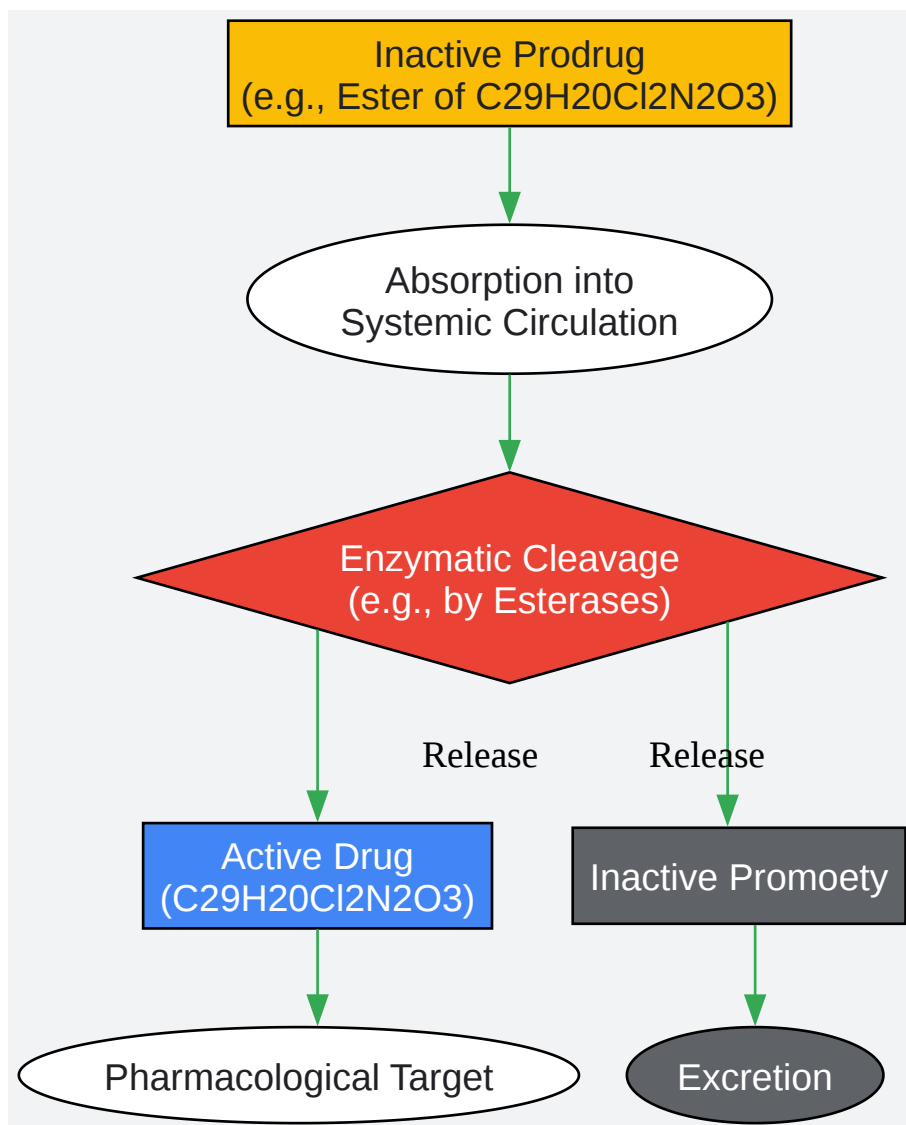 Inactive Prodrug
(e.g., Ester of C29H20Cl2N2O3)
Absorption into
Systemic Circulation
Enzymatic Cleavage
(e.g., by Esterases)
Release
Release
Active Drug
(C29H20Cl2N2O3)
Inactive Promoety
Pharmacological Target
Excretion